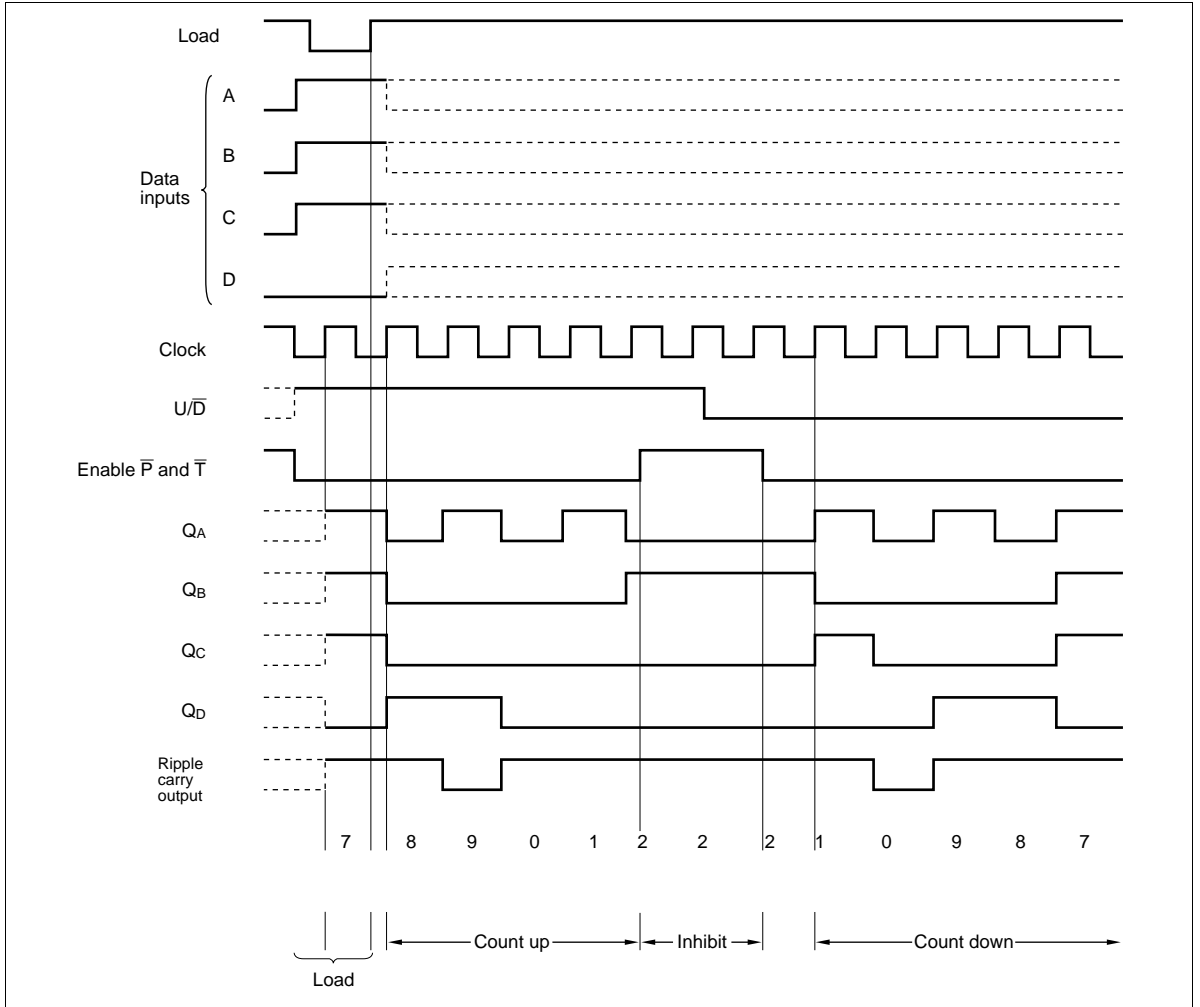 Load
A
B
Data
inputs
C
D
Clock
U/D̅
Enable P̅ and T̅
QA
QB
QC
QD
Ripple
carry
output
7 8 9 0 1 2 2 2 1 0 9 8 7
Count up Inhibit Count down
Load